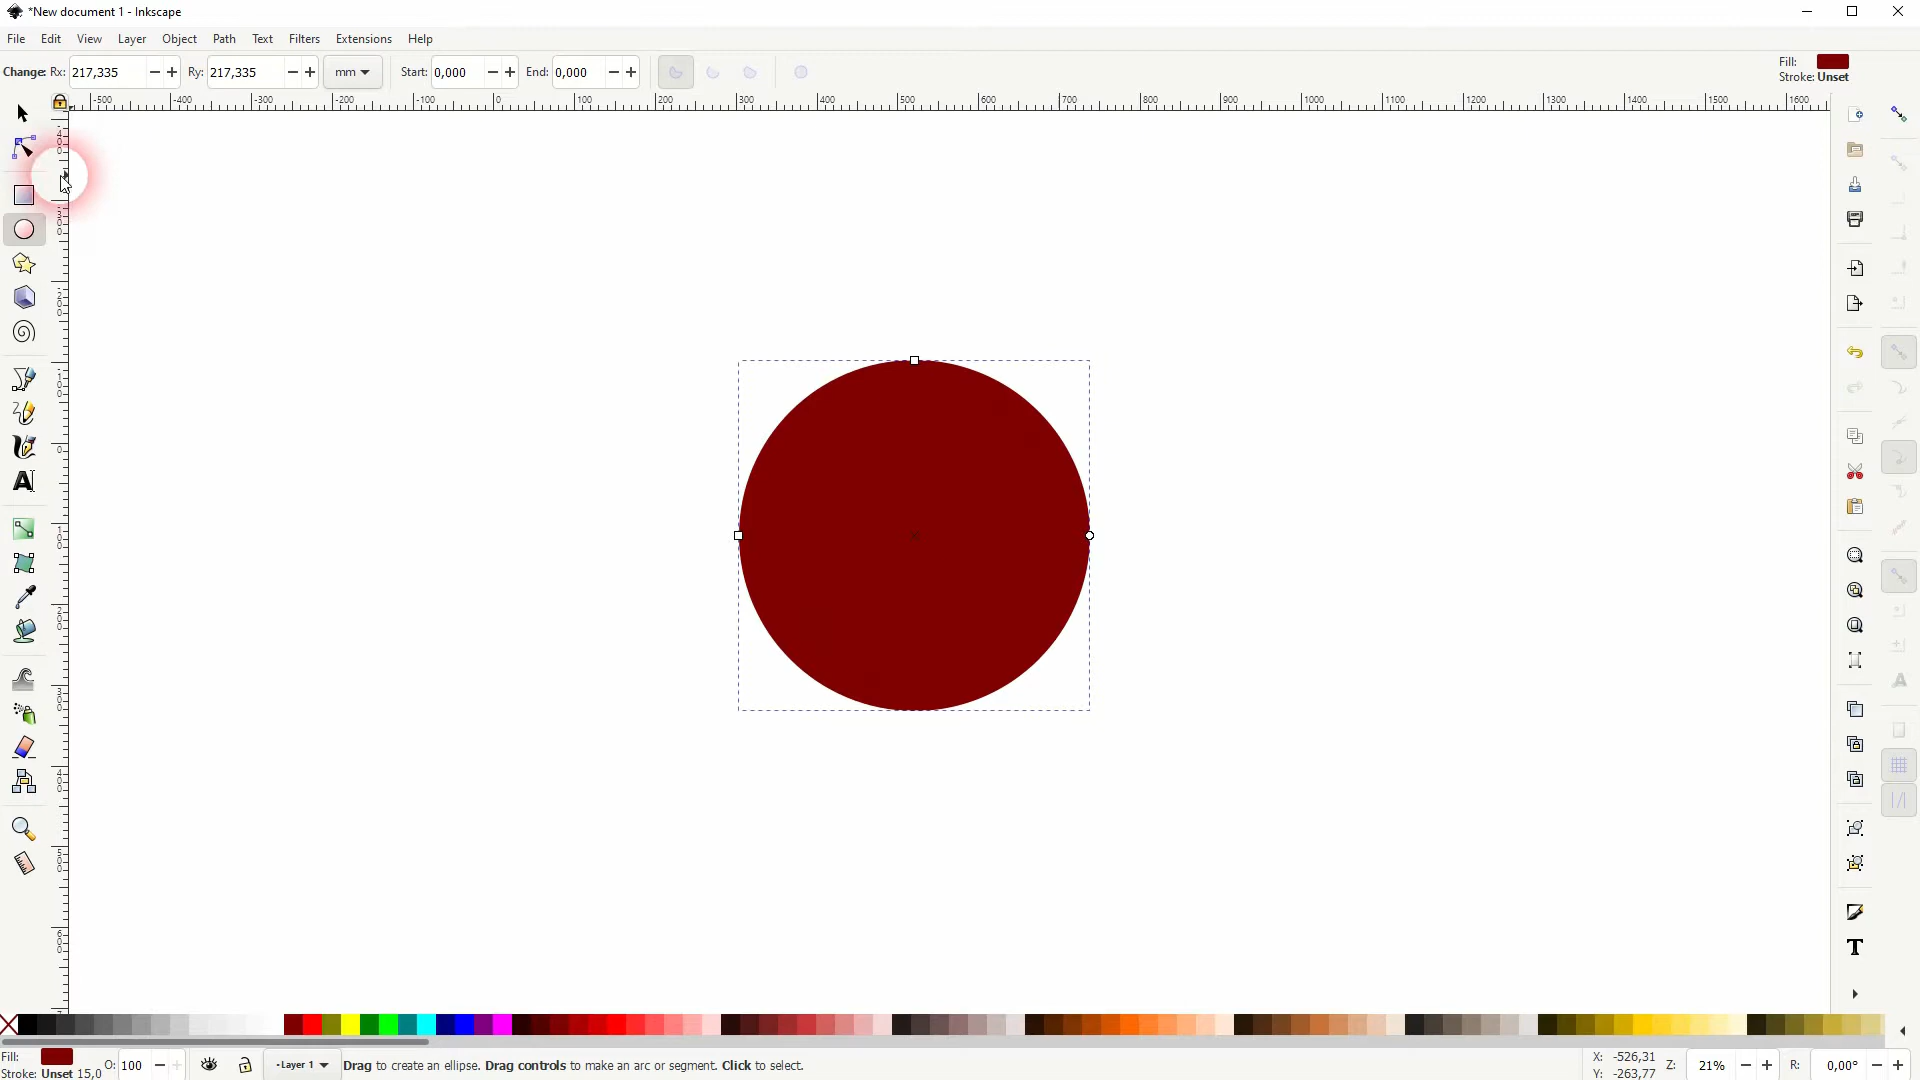 *New document 1 - Inkscape
File Edit View Layer Object Path Text Filters Extensions Help
Change: Rx: 217,335 Ry: 217,335 mm Start: 0,000 End: 0,000
Fill:
Stroke: Unset
-500 -400 -300 -200 -100 0 100 200 300 400 500 600 700 800 900 1000 1100 1200 1300 1400 1500 1600
Fill:
Stroke: Unset 15,0 O: 100 -Layer 1 Drag to create an ellipse. Drag controls to make an arc or segment. Click to select.
X: -526,31
Y: -263,77
Z: 21% R: 0,00°